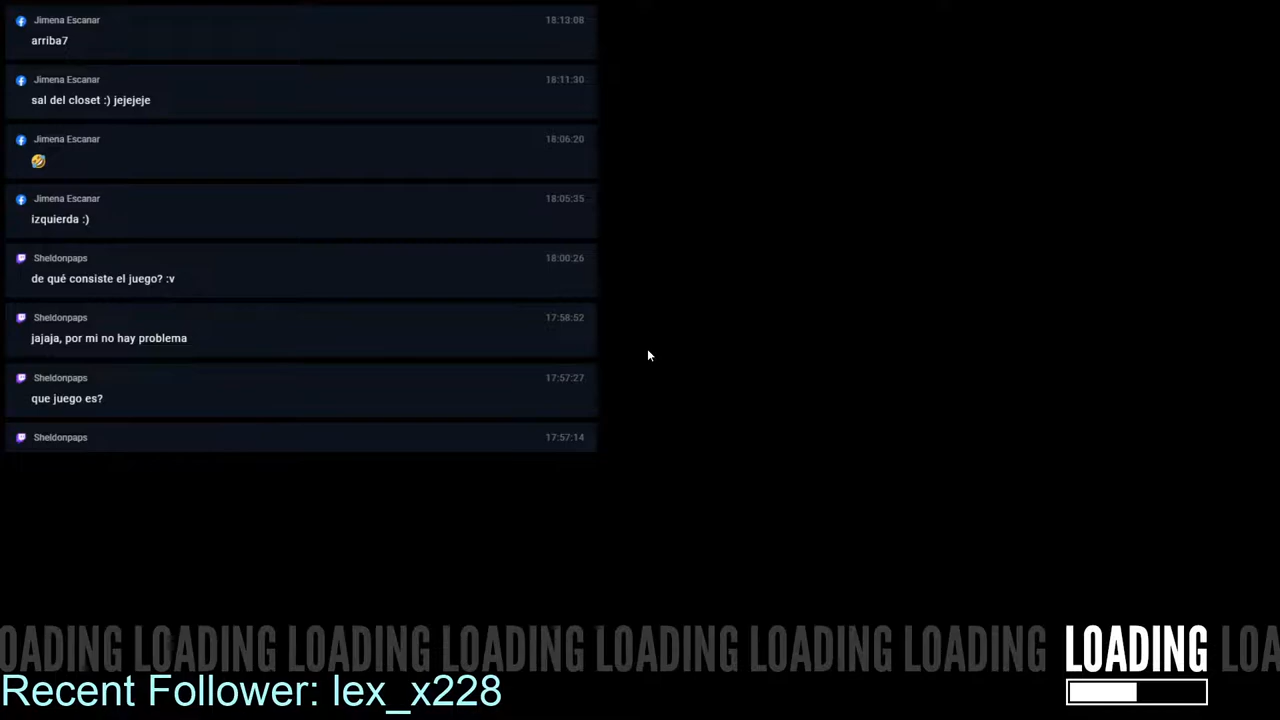 Jimena Escanar 18:13:08
arriba7
Jimena Escanar 18:11:30
sal del closet :) jejejeje
Jimena Escanar 18:06:20
🤣
Jimena Escanar 18:05:35
izquierda :)
Sheldonpaps 18:00:26
de qué consiste el juego? :v
Sheldonpaps 17:58:52
jajaja, por mi no hay problema
Sheldonpaps 17:57:27
que juego es?
Sheldonpaps 17:57:14
OADING LOADING LOADING LOADING LOADING LOADING LOADING LOADING LOA
Recent Follower: lex_x228